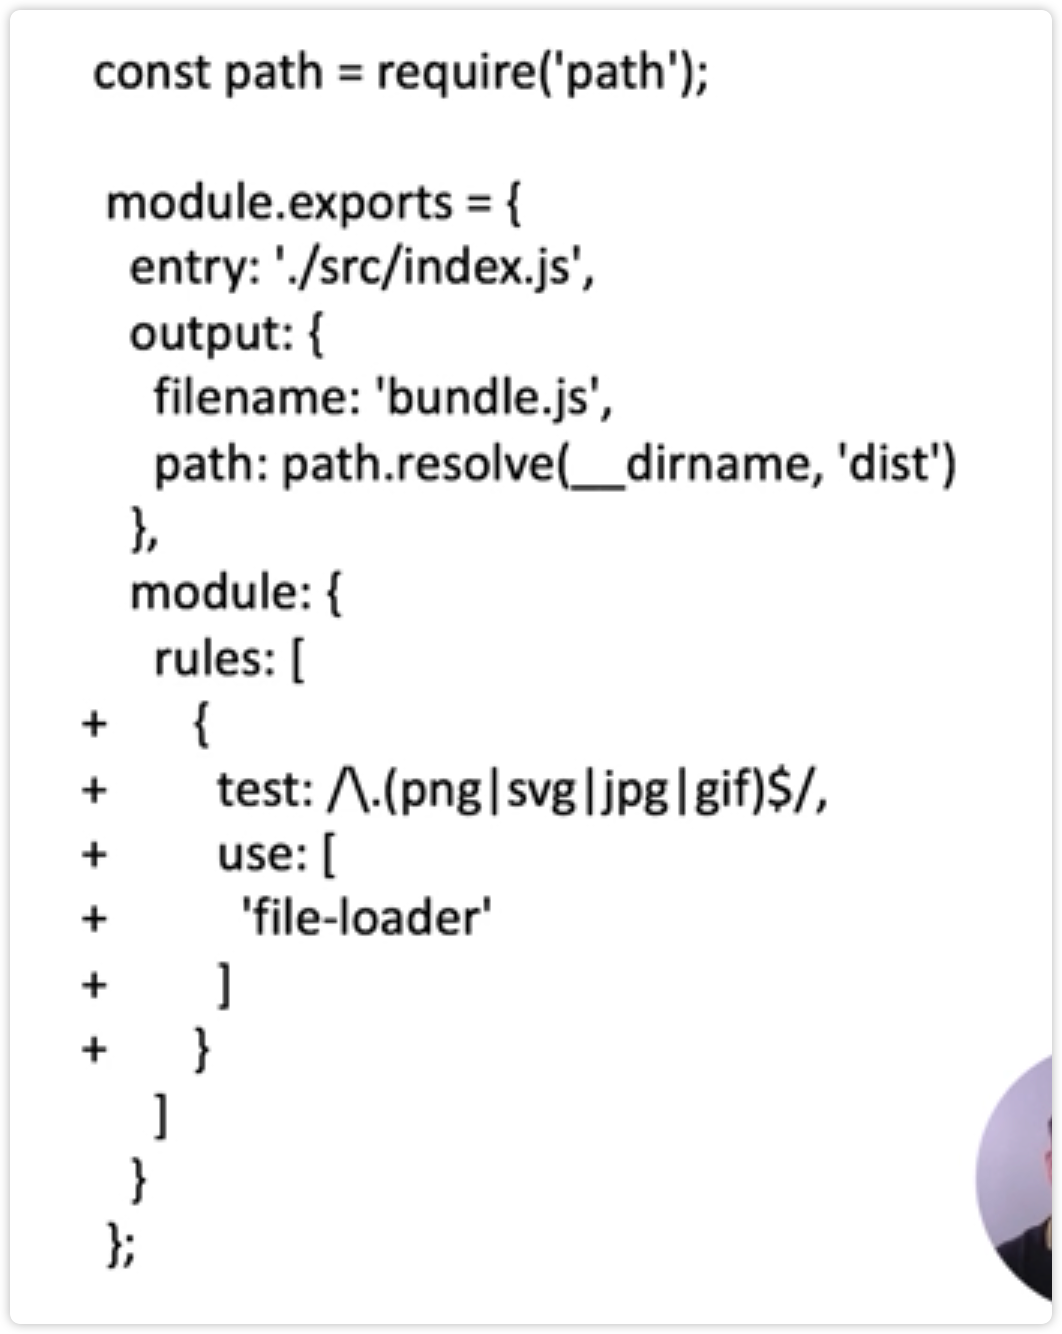 const path = require('path');
module.exports = {
entry: './src/index.js',
output: {
filename: 'bundle.js',
path: path.resolve(__dirname, 'dist')
},
module: {
rules: [
+ {
+ test: /\.(png|svg|jpg|gif)$/,
+ use: [
+ 'file-loader'
+ ]
+ }
]
}
};